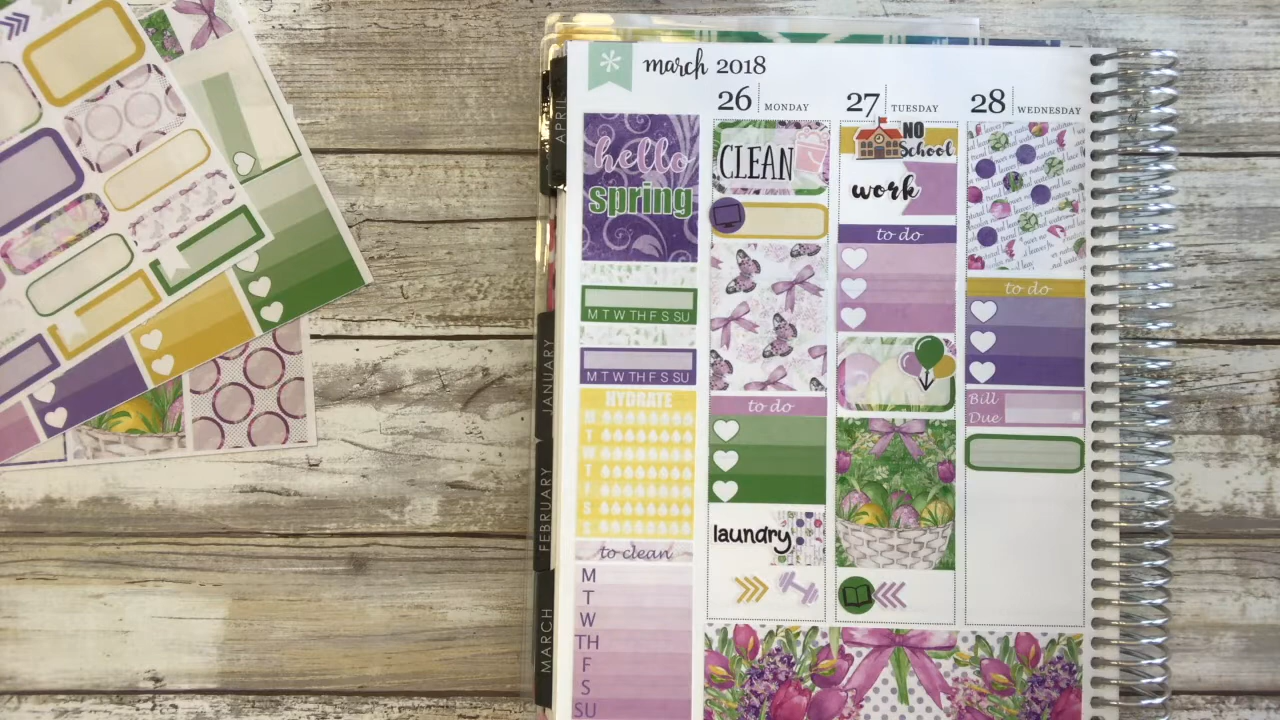 march 2018
26 MONDAY
27 TUESDAY
28 WEDNESDAY
hello
spring
M T W TH F S SU
M T W TH F S SU
HYDRATE
M
T
W
T
F
S
S
to clean
M
T
W
TH
F
S
SU
CLEAN
to do
laundry
NO
School
work
to do
to do
Bill
Due
APRIL
JANUARY
FEBRUARY
MARCH